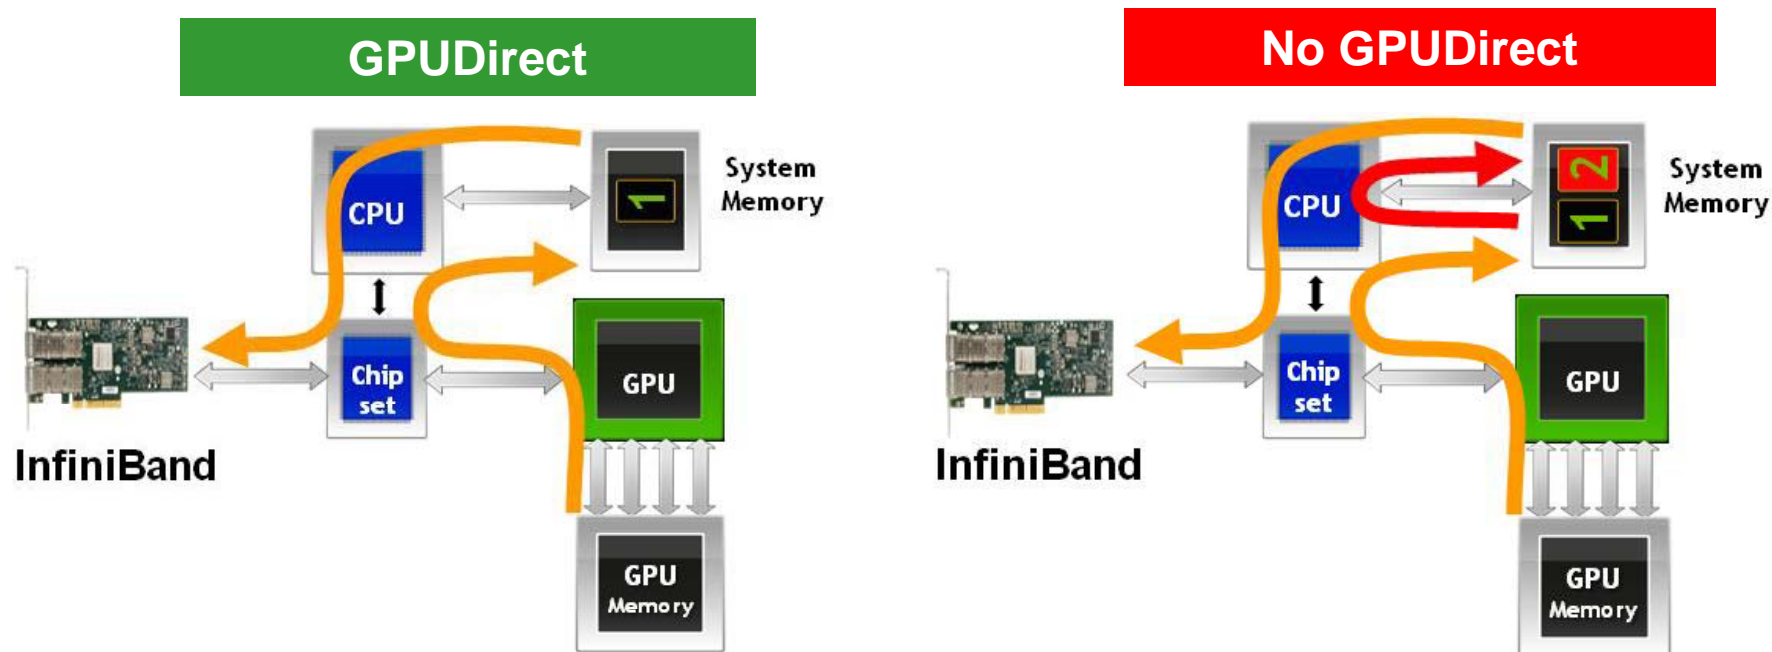 GPUDirect
CPU
1
System
Memory
Chip
set
GPU
InfiniBand
GPU
Memory
No GPUDirect
CPU
2
1
System
Memory
Chip
set
GPU
InfiniBand
GPU
Memory